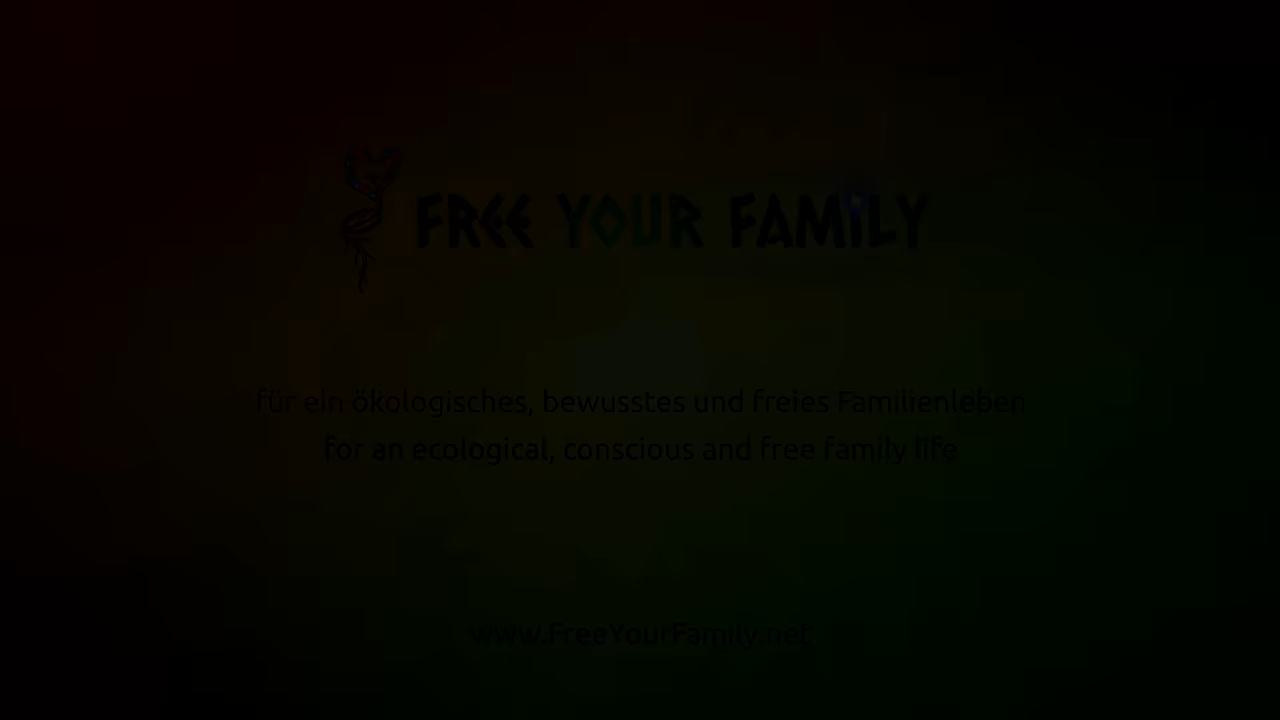 FREE YOUR FAMILY
für ein ökologisches, bewusstes und freies Familienleben
for an ecological, conscious and free family life
www.FreeYourFamily.net